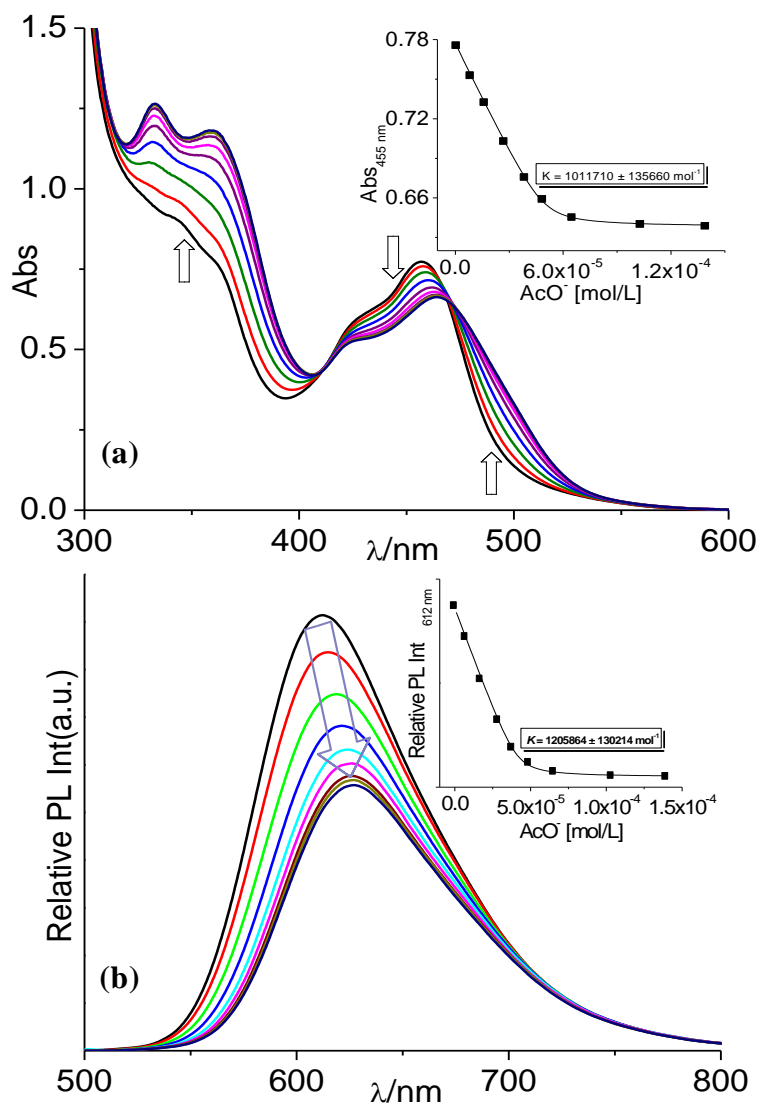 1.5
1.0
0.5
0.0
Abs
300 400 500 600
λ/nm
(a)
0.78
0.72
0.66
Abs455 nm
K = 1011710 ± 135660 mol-1
0.0 6.0x10-5 1.2x10-4
AcO- [mol/L]
Relative PL Int(a.u.)
500 600 700 800
λ/nm
(b)
Relative PL Int 612 nm
K = 1205864 ± 130214 mol-1
0.0 5.0x10-5 1.0x10-4 1.5x10-4
AcO- [mol/L]